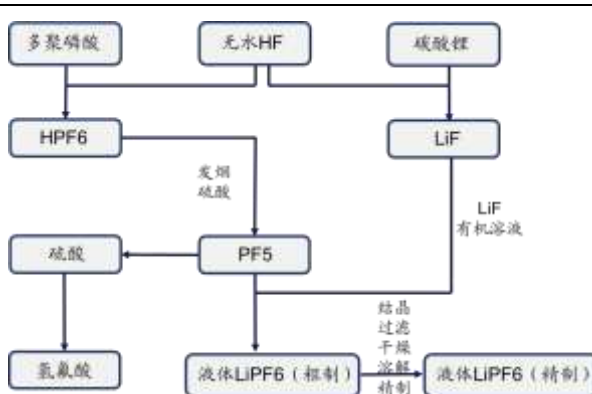 多聚磷酸
无水HF
碳酸锂
HPF6
LiF
发烟
硫酸
LiF
有机溶液
硫酸
PF5
结晶
过滤
干燥
溶解
精制
氢氟酸
液体LiPF6（粗制）
液体LiPF6（精制）